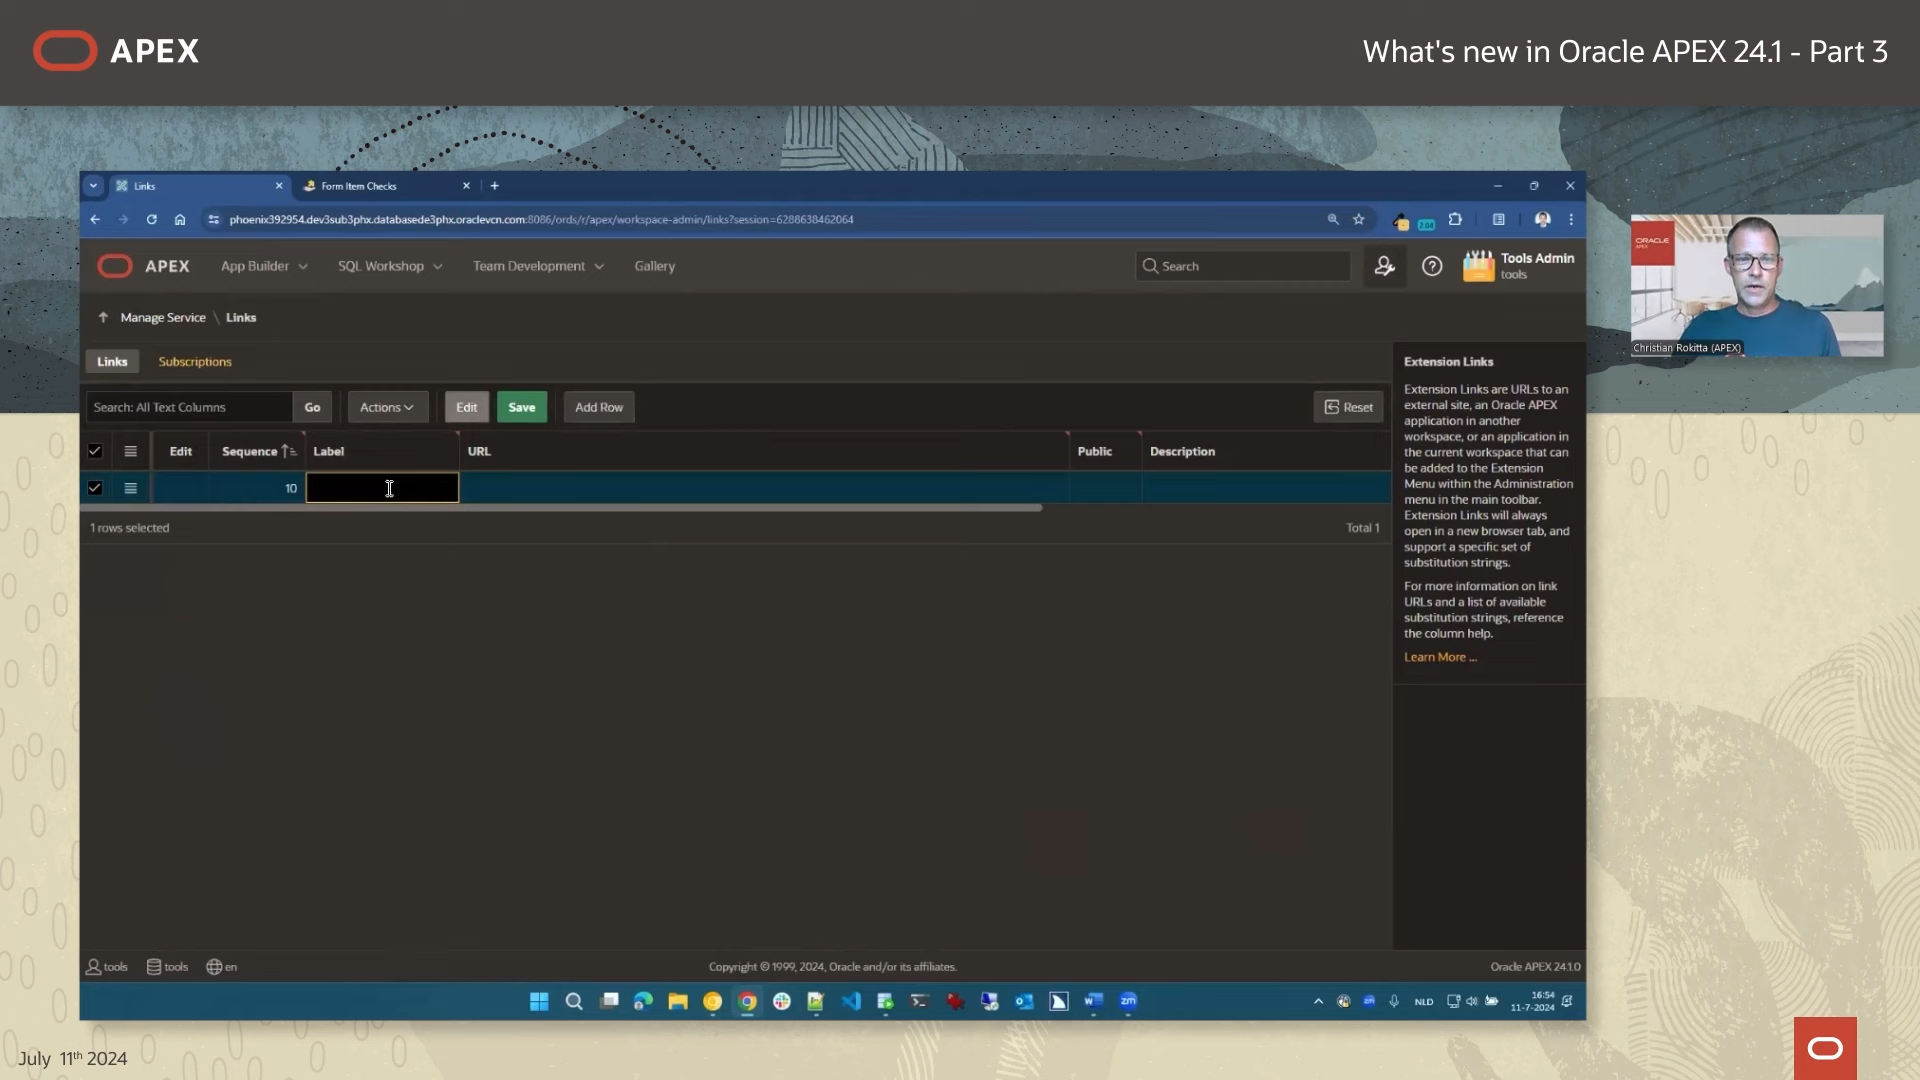 APEX
What's new in Oracle APEX 24.1 - Part 3
Links
Form Item Checks
phoenix392954.dev3sub3phx.databasede3phx.oraclevcn.com:8086/ords/r/apex/workspace-admin/links?session=6288638462064
APEX
App Builder
SQL Workshop
Team Development
Gallery
Search
Tools Admin
tools
ORACLE
APEX
Christian Rokitta (APEX)
Manage Service \ Links
Links
Subscriptions
Search: All Text Columns
Go
Actions
Edit
Save
Add Row
Reset
Edit
Sequence
Label
URL
Public
Description
10
1 rows selected
Total 1
Extension Links
Extension Links are URLs to an
external site, an Oracle APEX
application in another
workspace, or an application in
the current workspace that can
be added to the Extension
Menu within the Administration
menu in the main toolbar.
Extension Links will always
open in a new browser tab, and
support a specific set of
substitution strings.
For more information on link
URLs and a list of available
substitution strings, reference
the column help.
Learn More ...
tools
tools
en
Copyright © 1999, 2024, Oracle and/or its affiliates.
Oracle APEX 24.1.0
zm
NLD
16:54
11-7-2024
July 11th 2024